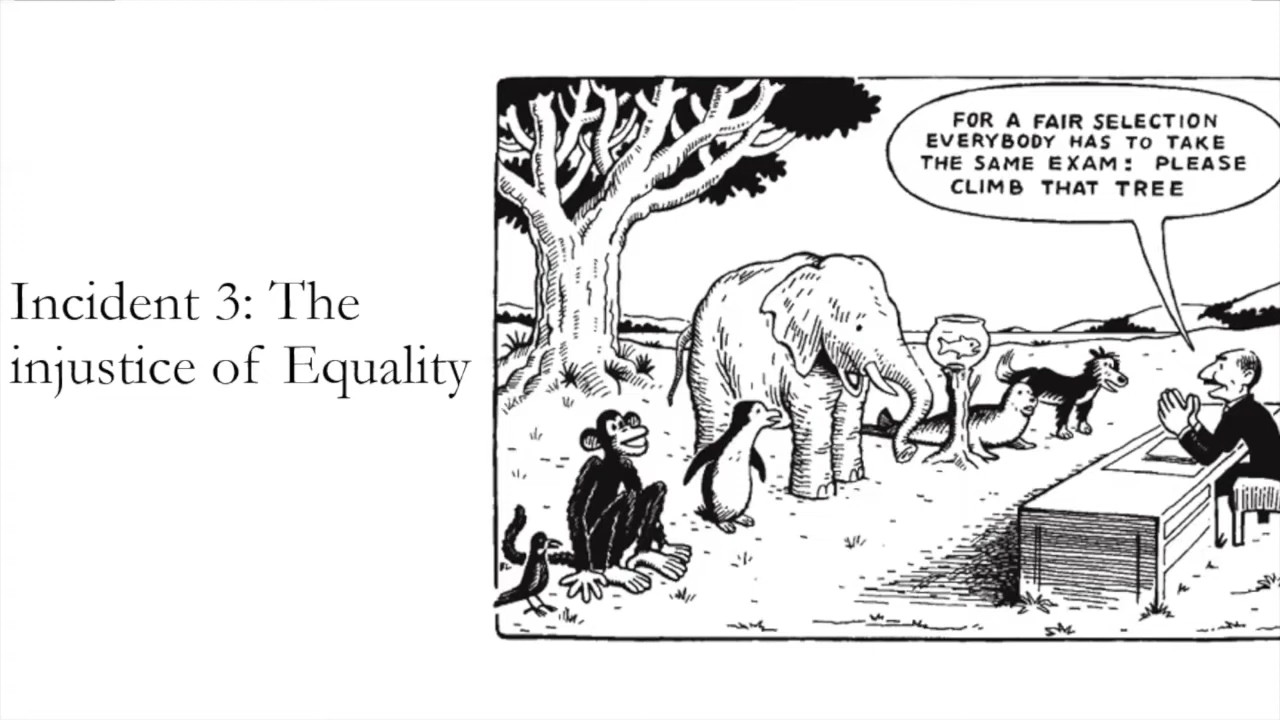 Incident 3: The
injustice of Equality
FOR A FAIR SELECTION
EVERYBODY HAS TO TAKE
THE SAME EXAM: PLEASE
CLIMB THAT TREE